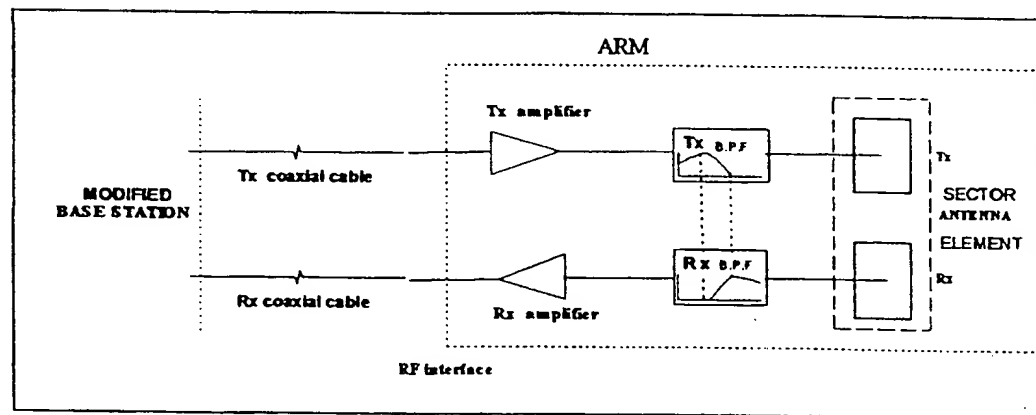 ARM
Tx amplifier
Tx B.P.F
Tx
Tx coaxial cable
MODIFIED
BASE STATION
SECTOR
ANTENNA
ELEMENT
Rx B.P.F
Rx
Rx coaxial cable
Rx amplifier
RF interface